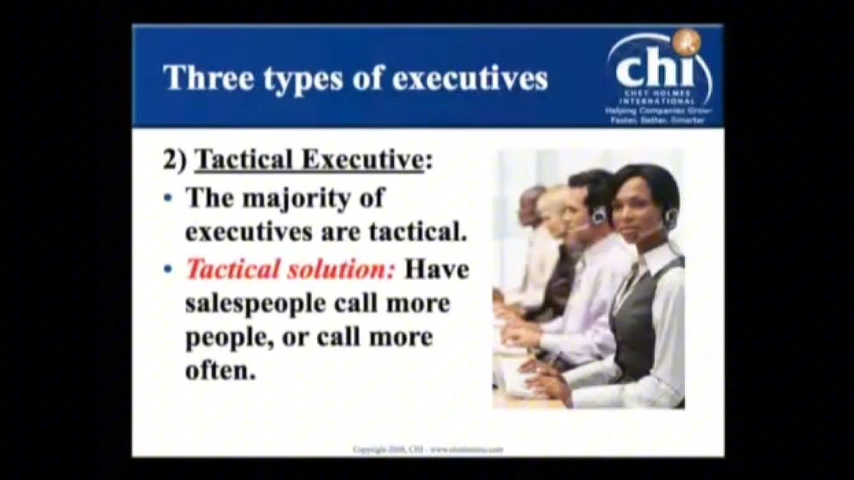 Three types of executives
chi
CHET HOLMES
INTERNATIONAL
Helping Companies Grow
Faster, Better, Smarter
2) Tactical Executive:
• The majority of
executives are tactical.
• Tactical solution: Have
salespeople call more
people, or call more
often.